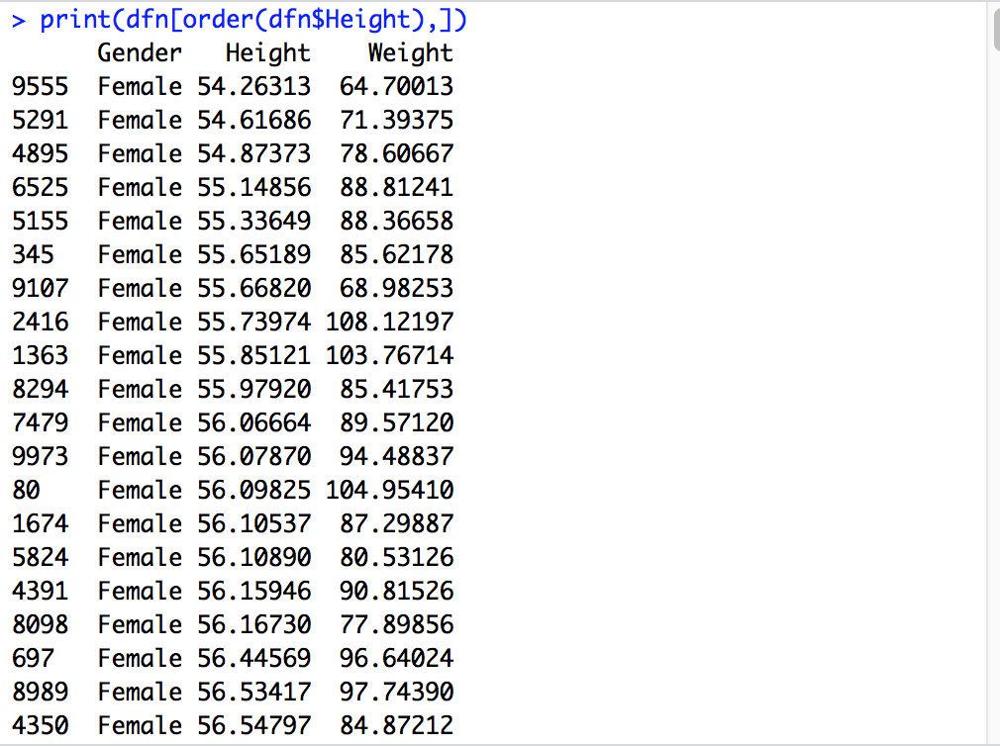 > print(dfn[order(dfn$Height),])
Gender Height Weight
9555 Female 54.26313 64.70013
5291 Female 54.61686 71.39375
4895 Female 54.87373 78.60667
6525 Female 55.14856 88.81241
5155 Female 55.33649 88.36658
345 Female 55.65189 85.62178
9107 Female 55.66820 68.98253
2416 Female 55.73974 108.12197
1363 Female 55.85121 103.76714
8294 Female 55.97920 85.41753
7479 Female 56.06664 89.57120
9973 Female 56.07870 94.48837
80 Female 56.09825 104.95410
1674 Female 56.10537 87.29887
5824 Female 56.10890 80.53126
4391 Female 56.15946 90.81526
8098 Female 56.16730 77.89856
697 Female 56.44569 96.64024
8989 Female 56.53417 97.74390
4350 Female 56.54797 84.87212